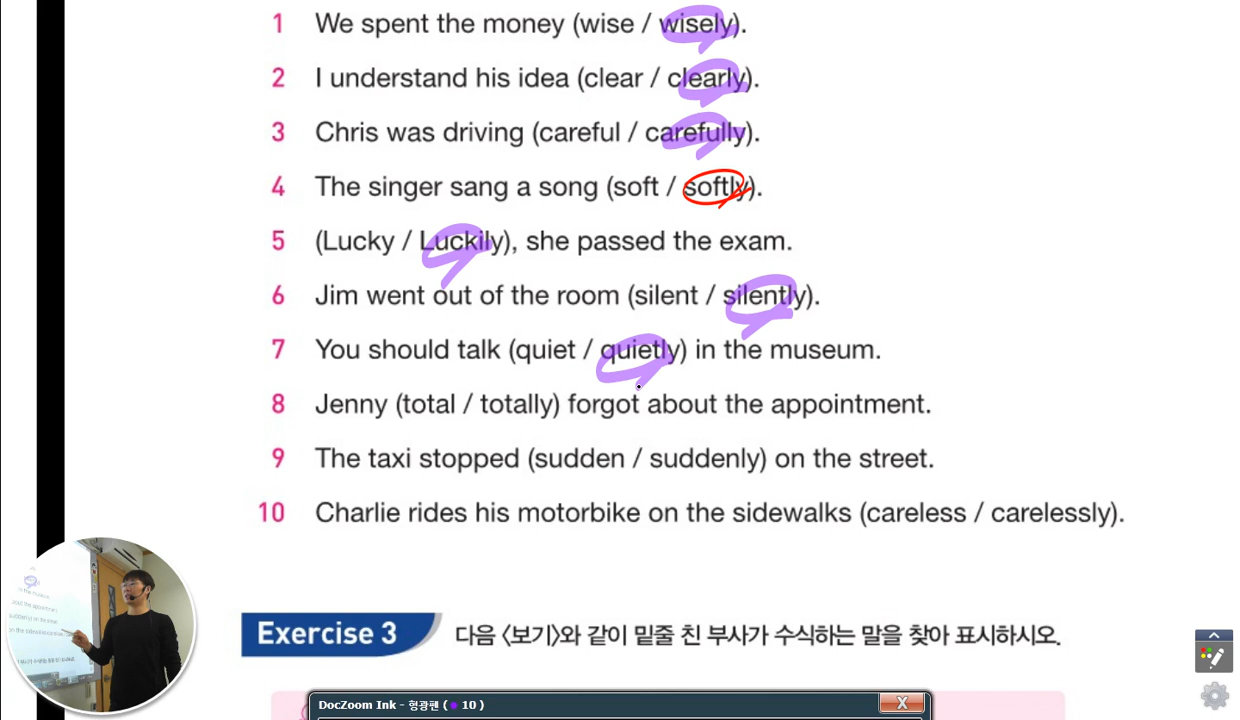 1 We spent the money (wise / wisely).
2 I understand his idea (clear / clearly).
3 Chris was driving (careful / carefully).
4 The singer sang a song (soft / softly).
5 (Lucky / Luckily), she passed the exam.
6 Jim went out of the room (silent / silently).
7 You should talk (quiet / quietly) in the museum.
8 Jenny (total / totally) forgot about the appointment.
9 The taxi stopped (sudden / suddenly) on the street.
10 Charlie rides his motorbike on the sidewalks (careless / carelessly).
Exercise 3 다음 〈보기〉와 같이 밑줄 친 부사가 수식하는 말을 찾아 표시하시오.
DocZoom Ink - 형광펜 ( 10 )